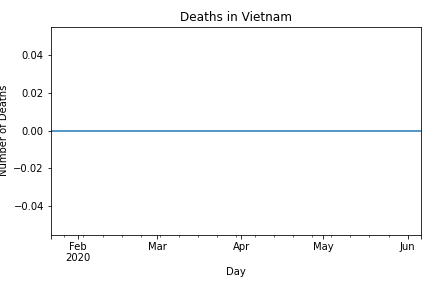 Deaths in Vietnam
Number of Deaths
0.04
0.02
0.00
−0.02
−0.04
Feb
2020
Mar
Apr
May
Jun
Day